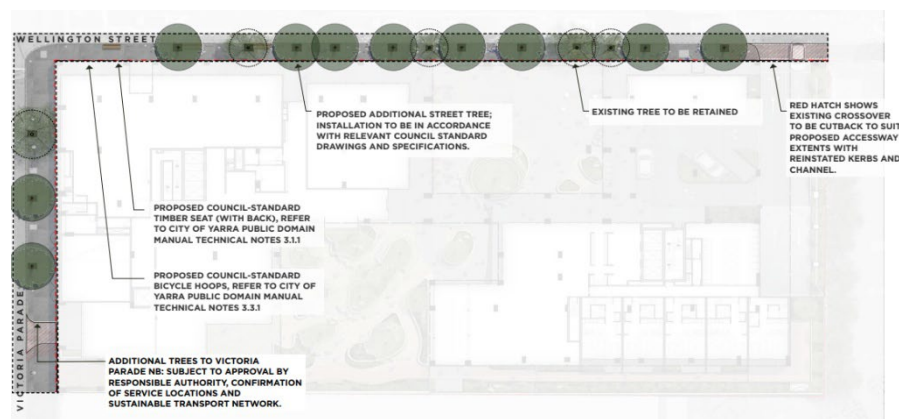 WELLINGTON STREET
PROPOSED ADDITIONAL STREET TREE;
INSTALLATION TO BE IN ACCORDANCE
WITH RELEVANT COUNCIL STANDARD
DRAWINGS AND SPECIFICATIONS.
EXISTING TREE TO BE RETAINED
RED HATCH SHOWS
EXISTING CROSSOVER
TO BE CUTBACK TO SUIT
PROPOSED ACCESSWAY
EXTENTS WITH
REINSTATED KERBS AND
CHANNEL.
PROPOSED COUNCIL-STANDARD
TIMBER SEAT (WITH BACK), REFER
TO CITY OF YARRA PUBLIC DOMAIN
MANUAL TECHNICAL NOTES 3.1.1
PROPOSED COUNCIL-STANDARD
BICYCLE HOOPS, REFER TO CITY OF
YARRA PUBLIC DOMAIN MANUAL
TECHNICAL NOTES 3.3.1
VICTORIA PARADE
ADDITIONAL TREES TO VICTORIA
PARADE NB: SUBJECT TO APPROVAL BY
RESPONSIBLE AUTHORITY, CONFIRMATION
OF SERVICE LOCATIONS AND
SUSTAINABLE TRANSPORT NETWORK.